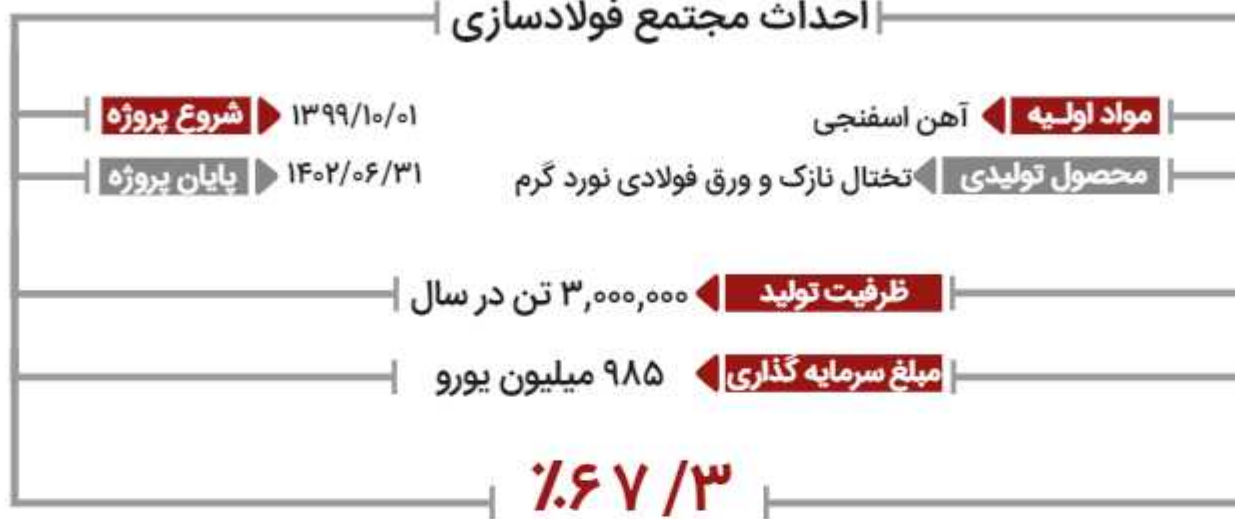 احداث مجتمع فولادسازی
مواد اولیه آهن اسفنجی
شروع پروژه ۱۳۹۹/۱۰/۰۱
محصول تولیدی تختال نازک و ورق فولادی نورد گرم
پایان پروژه ۱۴۰۲/۰۶/۳۱
ظرفیت تولید ۳,۰۰۰,۰۰۰ تن در سال
مبلغ سرمایه گذاری ۹۸۵ میلیون یورو
٪۶۷/۳